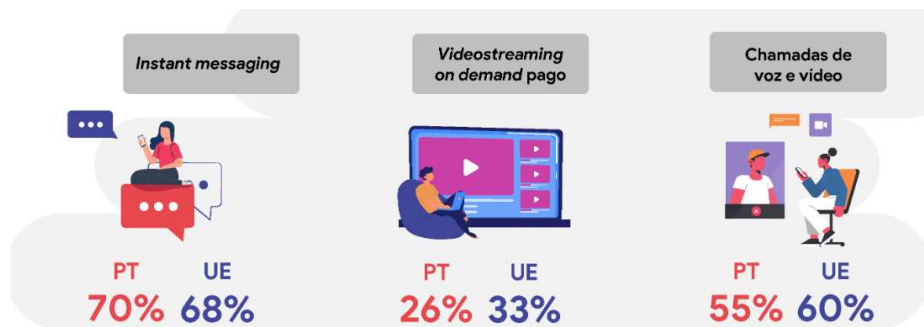 Instant messaging
Videostreaming
on demand pago
Chamadas de
voz e vídeo
PT UE
70% 68%
PT UE
26% 33%
PT UE
55% 60%